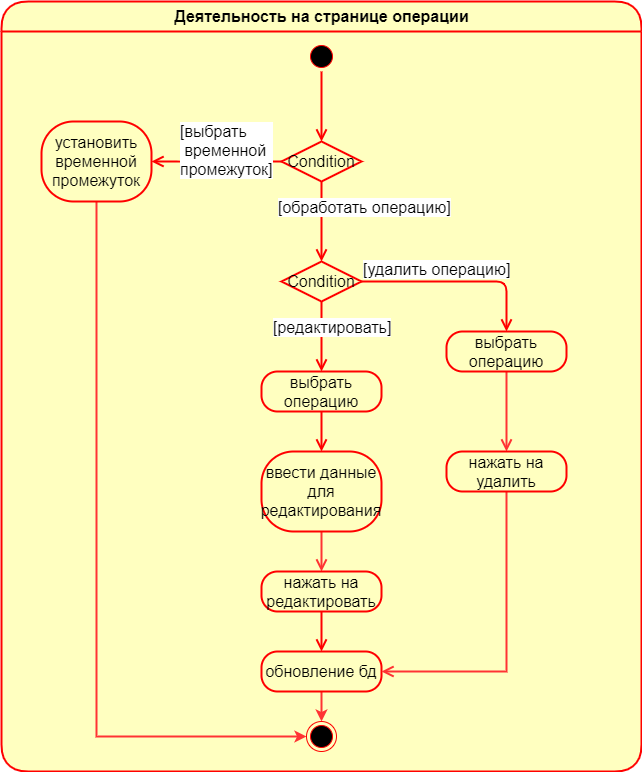 Деятельность на странице операции
[выбрать
временной
промежуток]
установить
временной
промежуток
Condition
[обработать операцию]
Condition
[удалить операцию]
[редактировать]
выбрать
операцию
выбрать
операцию
ввести данные
для
редактирования
нажать на
удалить
нажать на
редактировать
обновление бд